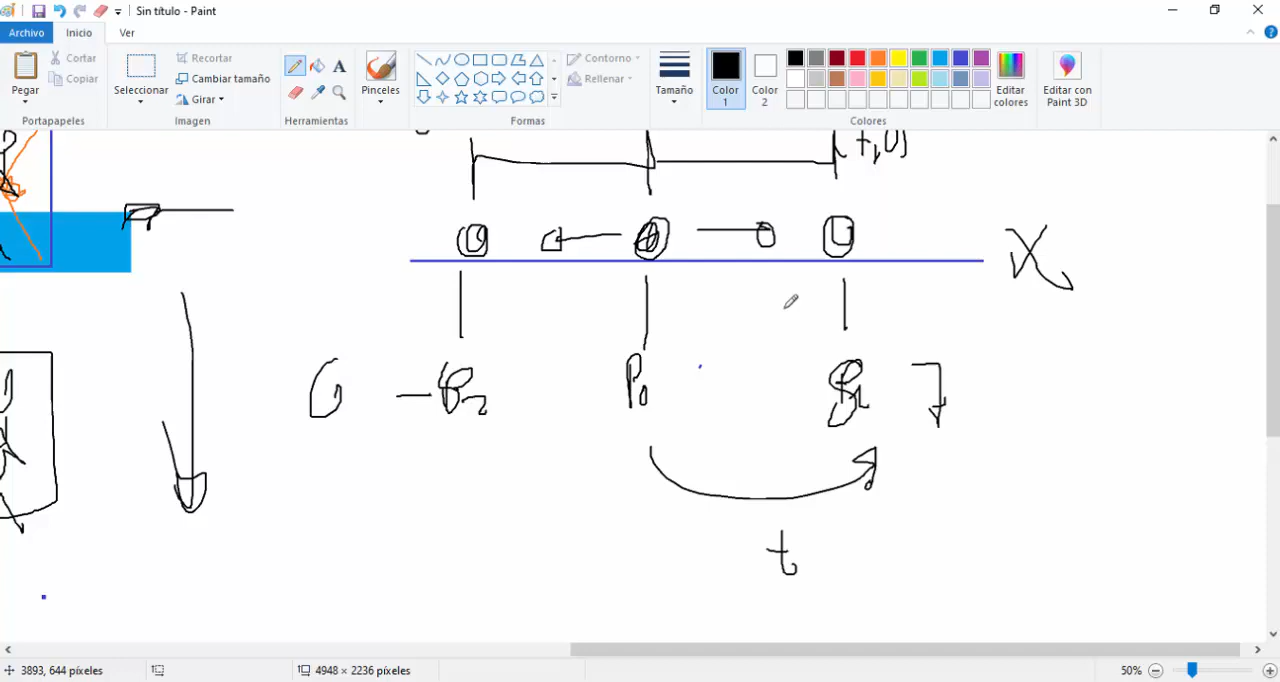 Sin título - Paint
Archivo Inicio Ver
Pegar
Cortar
Copiar
Portapapeles
Seleccionar
Recortar
Cambiar tamaño
Girar
Imagen
A
Herramientas
Pinceles
Contorno
Rellenar
Formas
Tamaño
Color 1
Color 2
Editar colores
Editar con Paint 3D
Colores
X
P0
t
3893, 644 píxeles
4948 × 2236 píxeles
50%